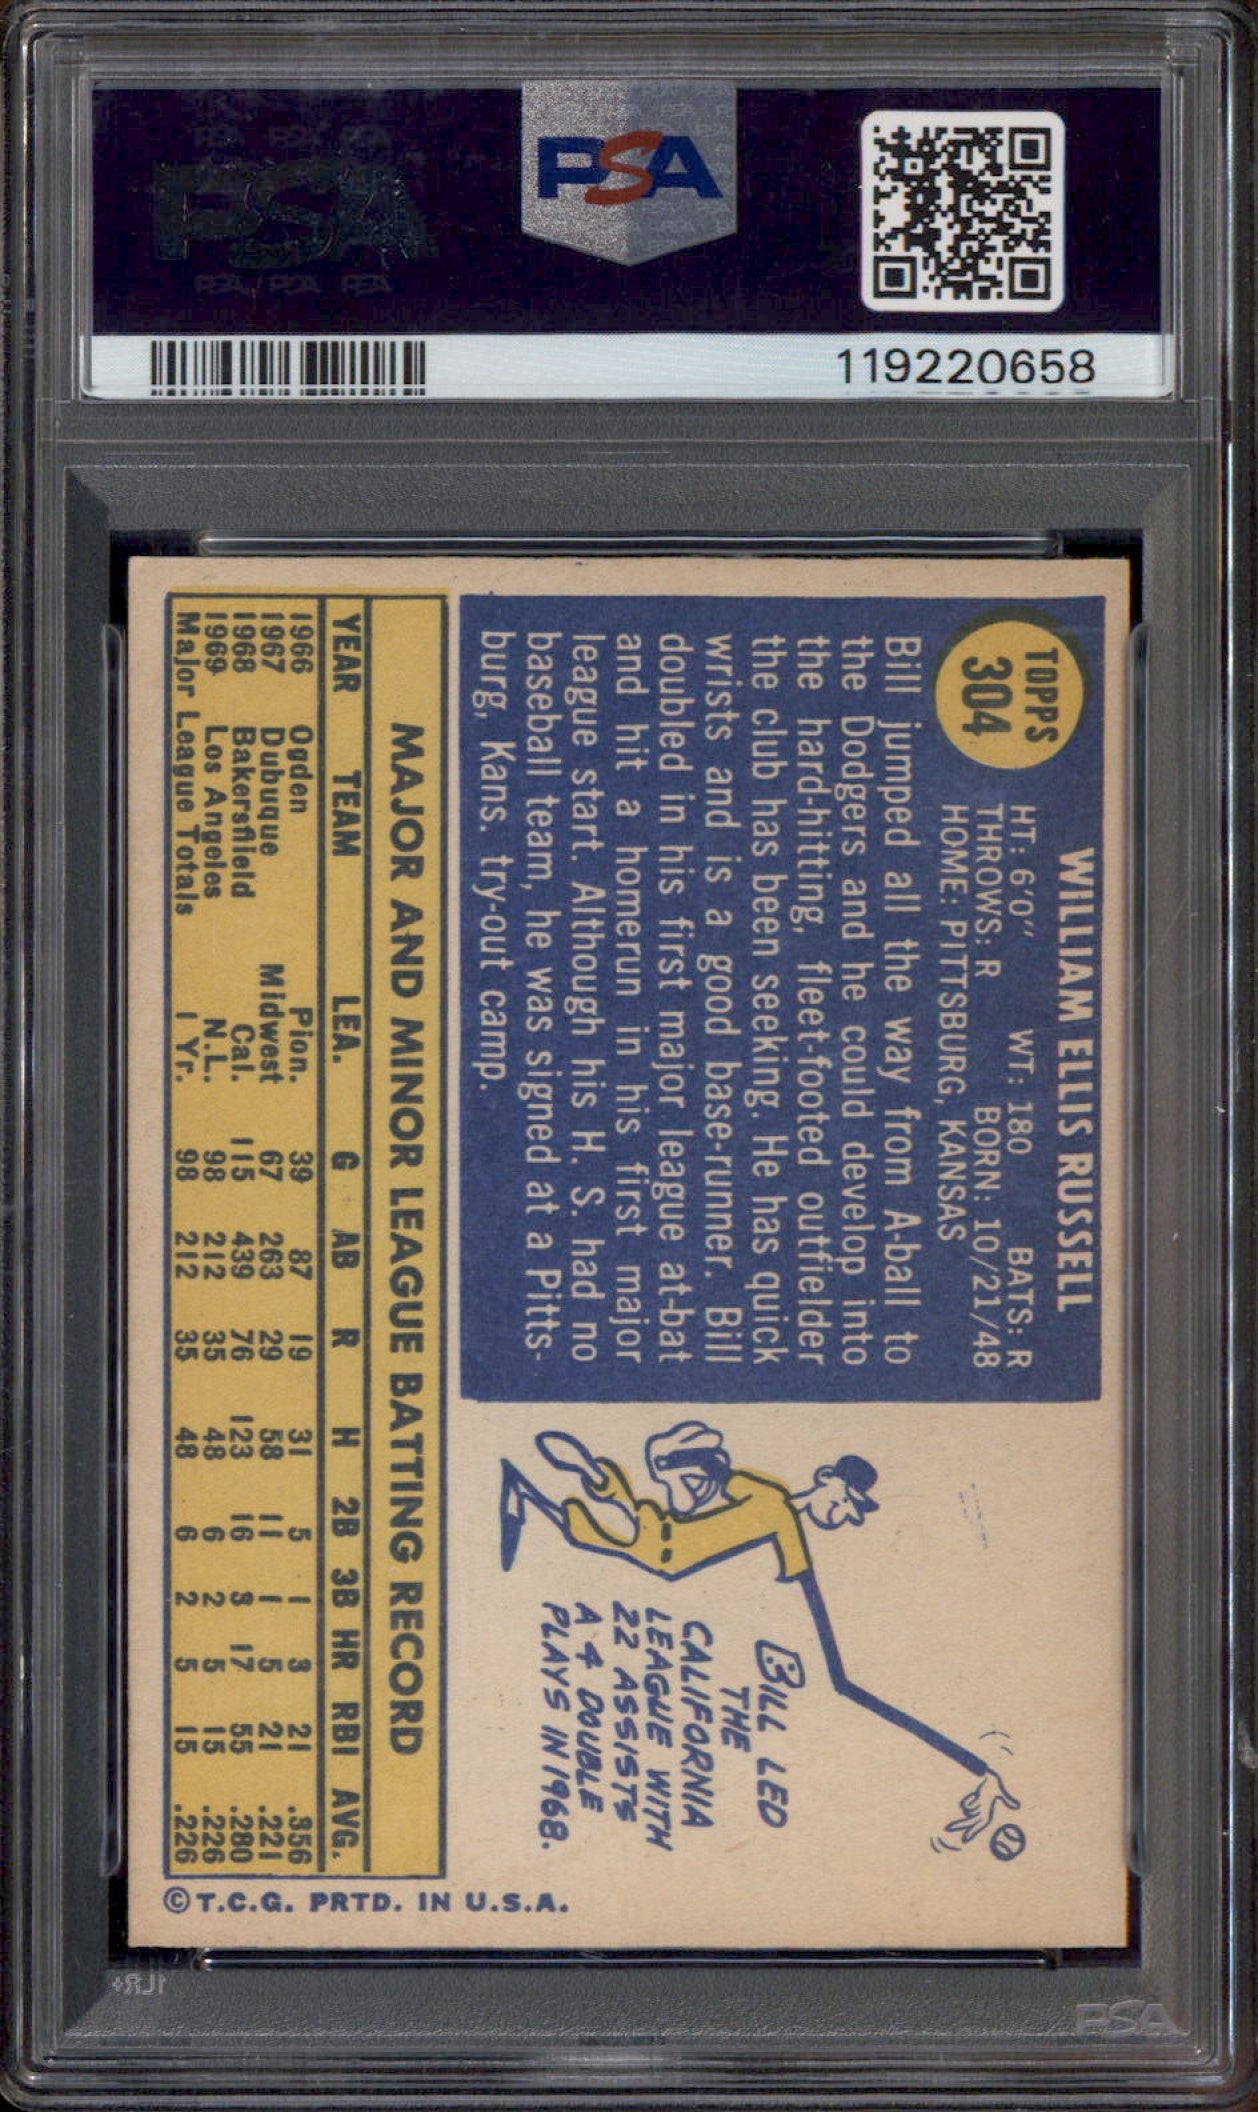 PSA
PSA PSA PSA
PSA
PSA PSA PSA
119220658
TOPPS
304
WILLIAM ELLIS RUSSELL
HT: 6'0" WT: 180 BATS: R
THROWS: R BORN: 10/21/48
HOME: PITTSBURG, KANSAS
Bill jumped all the way from A-ball to
the Dodgers and he could develop into
the hard-hitting, fleet-footed outfielder
the club has been seeking. He has quick
wrists and is a good base-runner. Bill
doubled in his first major league at-bat
and hit a homerun in his first major
league start. Although his H. S. had no
baseball team, he was signed at a Pitts-
burg, Kans. try-out camp.
BILL LED
THE
CALIFORNIA
LEAGUE WITH
22 ASSISTS
A 4 DOUBLE
PLAYS IN 1968.
MAJOR AND MINOR LEAGUE BATTING RECORD
YEAR TEAM LEA. G AB R H 2B 3B HR RBI AVG.
1966 Ogden Pion. 39 87 19 31 5 1 3 21 .356
1967 Dubuque Midwest 67 263 29 58 11 1 5 21 .221
1968 Bakersfield Cal. 115 439 76 123 16 3 17 55 .280
1969 Los Angeles N.L. 98 212 35 48 6 2 5 15 .226
Major League Totals 1 Yr. 98 212 35 48 6 2 5 15 .226
©T.C.G. PRTD. IN U.S.A.
1LR+
PSA